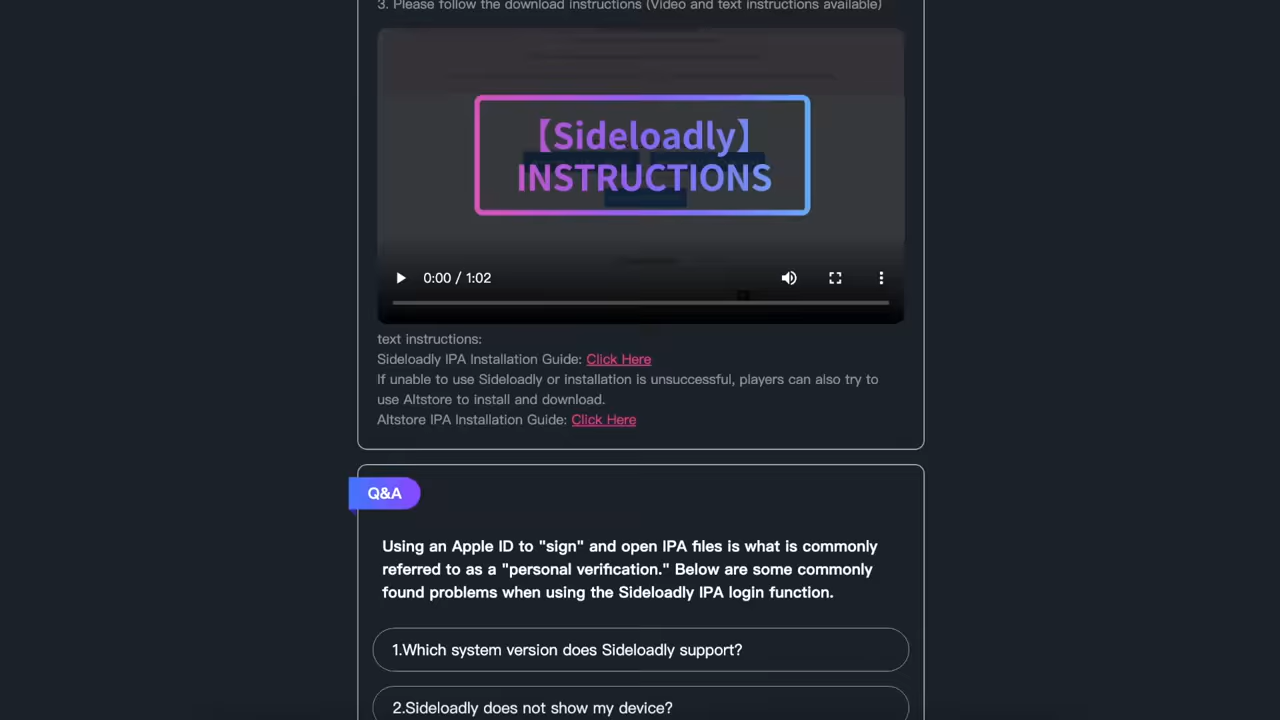 3. Please follow the download instructions (Video and text instructions available)
【Sideloadly】
INSTRUCTIONS
0:00 / 1:02
text instructions:
Sideloadly IPA Installation Guide: Click Here
If unable to use Sideloadly or installation is unsuccessful, players can also try to
use Altstore to install and download.
Altstore IPA Installation Guide: Click Here
Q&A
Using an Apple ID to "sign" and open IPA files is what is commonly
referred to as a "personal verification." Below are some commonly
found problems when using the Sideloadly IPA login function.
1.Which system version does Sideloadly support?
2.Sideloadly does not show my device?